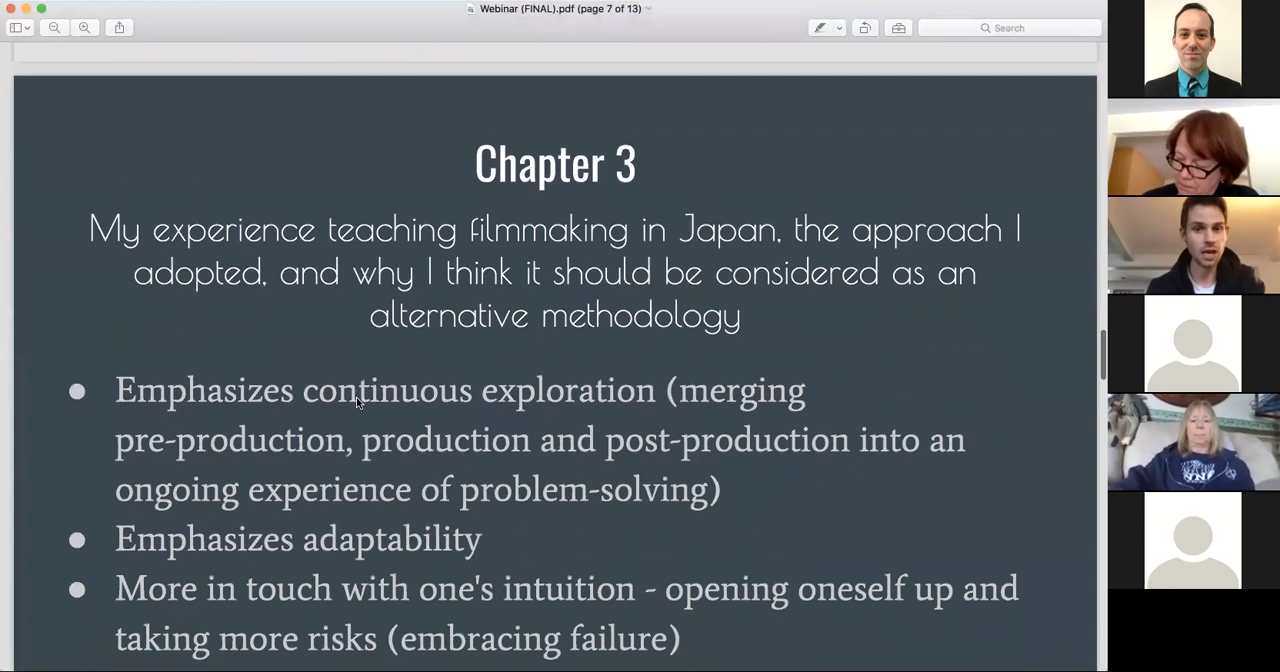 Webinar (FINAL).pdf (page 7 of 13)
Search
Chapter 3
My experience teaching filmmaking in Japan, the approach I
adopted, and why I think it should be considered as an
alternative methodology
● Emphasizes continuous exploration (merging
pre-production, production and post-production into an
ongoing experience of problem-solving)
● Emphasizes adaptability
● More in touch with one's intuition - opening oneself up and
taking more risks (embracing failure)